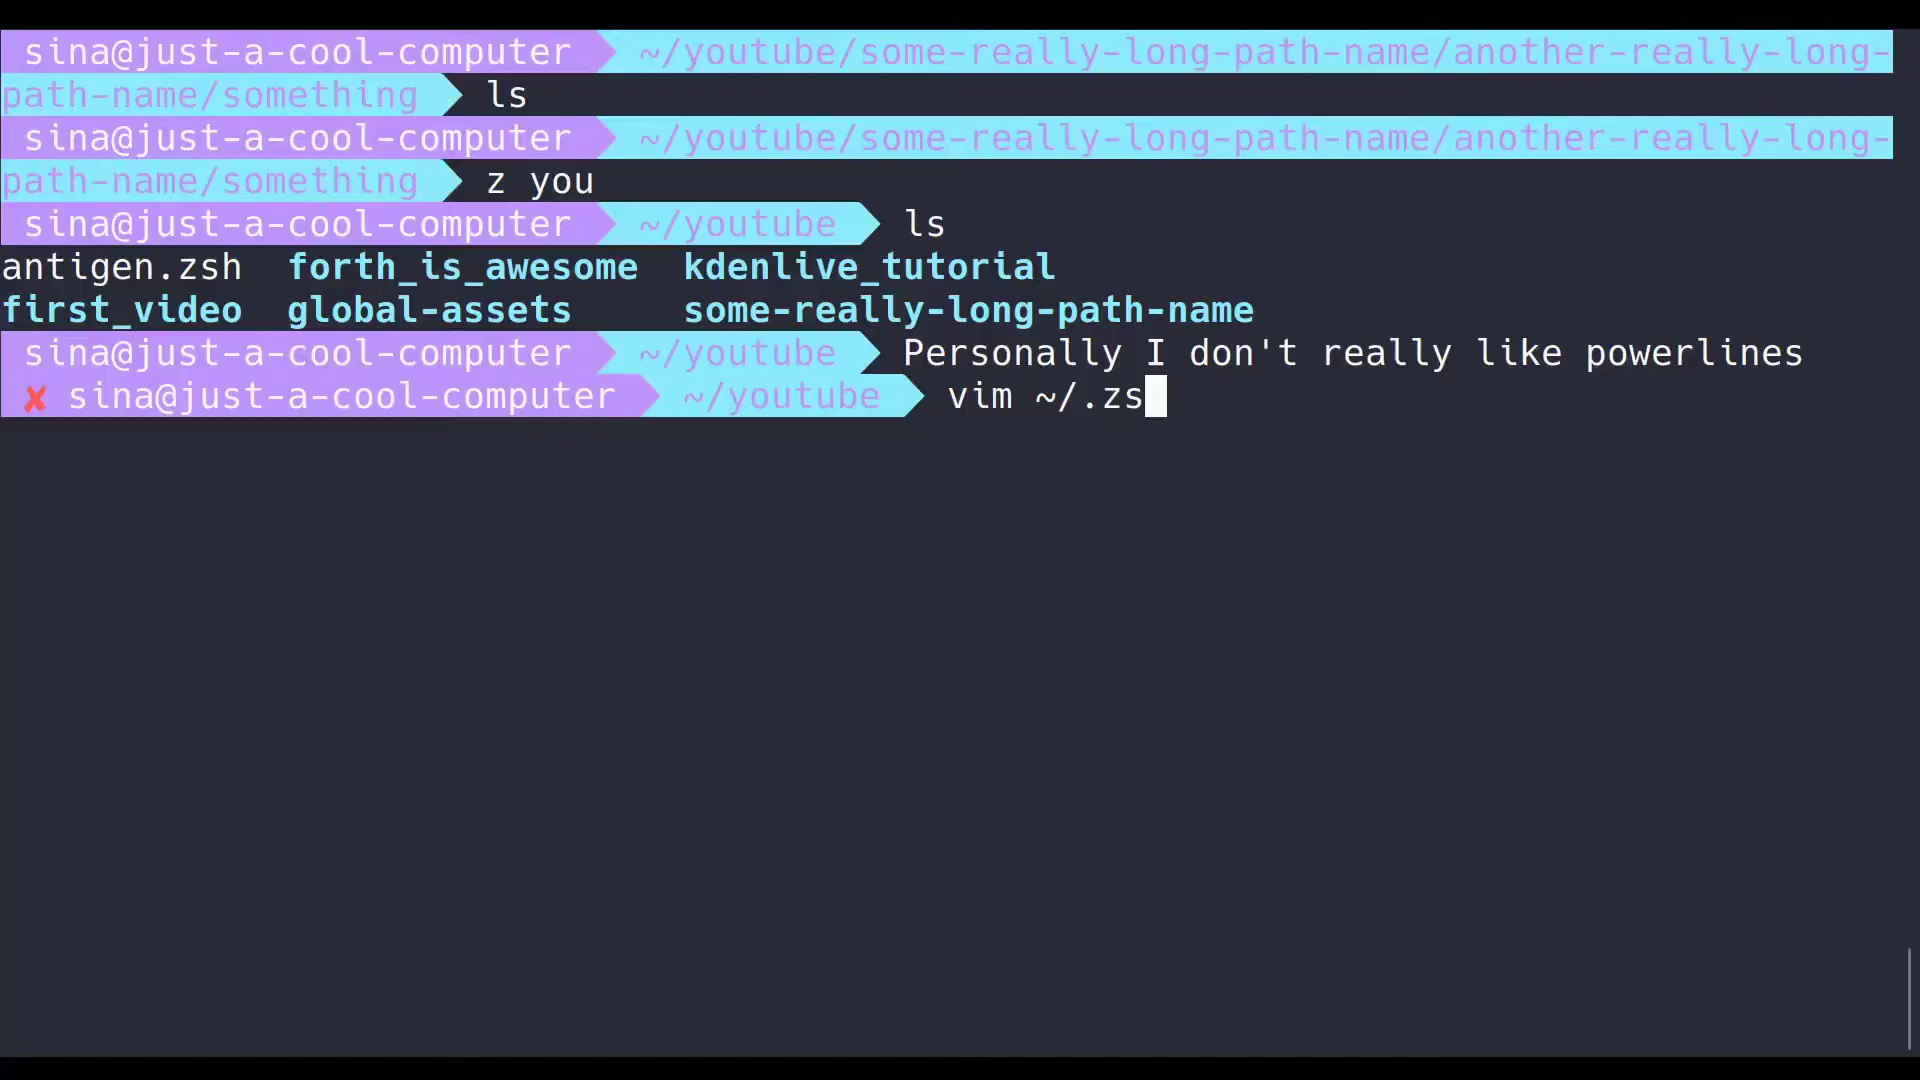 sina@just-a-cool-computer ~/youtube/some-really-long-path-name/another-really-long-
path-name/something ls
sina@just-a-cool-computer ~/youtube/some-really-long-path-name/another-really-long-
path-name/something z you
sina@just-a-cool-computer ~/youtube ls
antigen.zsh forth_is_awesome kdenlive_tutorial
first_video global-assets some-really-long-path-name
sina@just-a-cool-computer ~/youtube Personally I don't really like powerlines
✘ sina@just-a-cool-computer ~/youtube vim ~/.zs